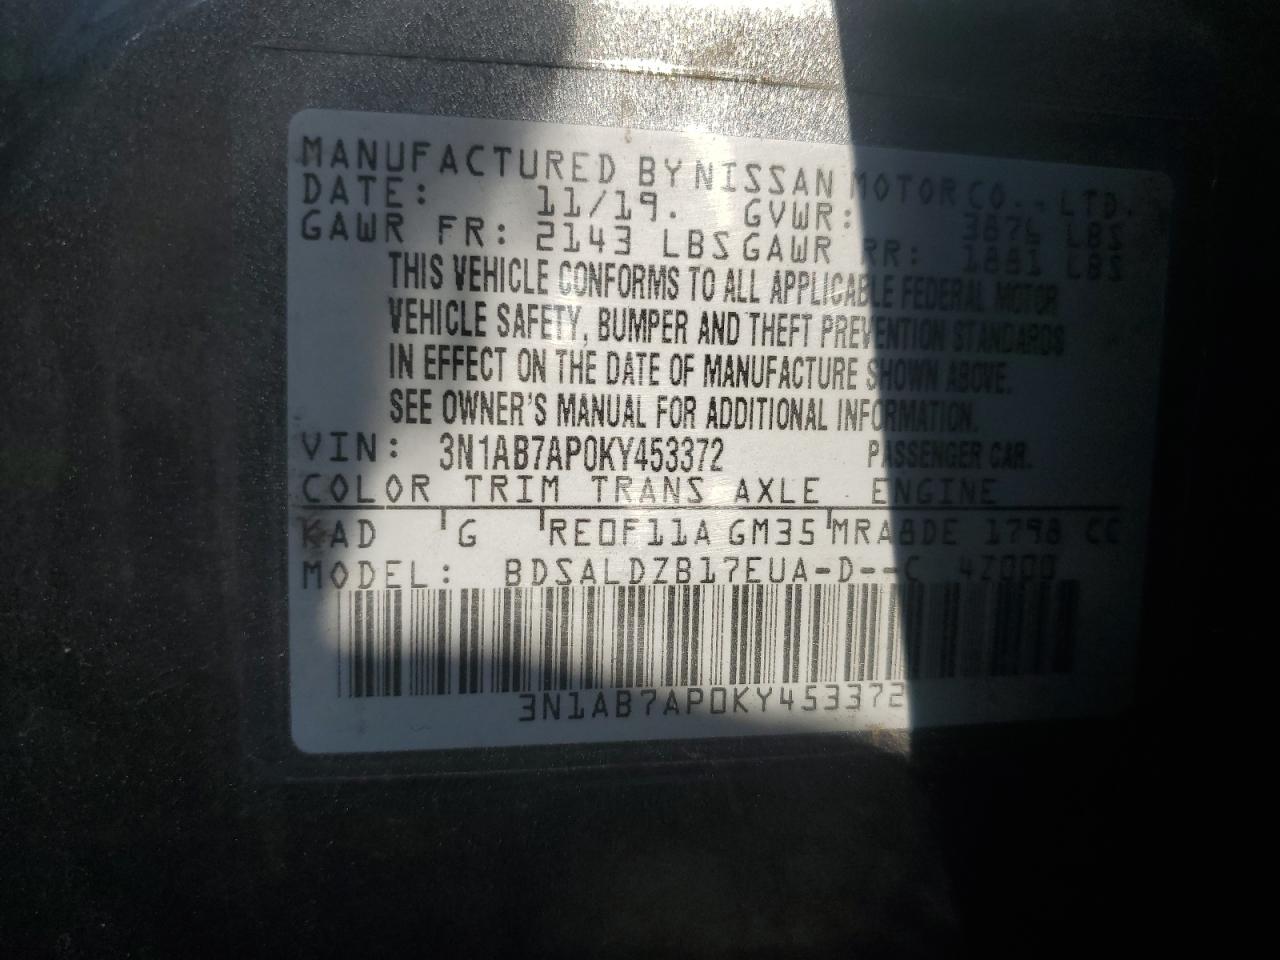 MANUFACTURED BY NISSAN MOTOR CO., LTD.
DATE: 11/19. GVWR: 3876 LBS
GAWR FR: 2143 LBS GAWR RR: 1881 LBS
THIS VEHICLE CONFORMS TO ALL APPLICABLE FEDERAL MOTOR
VEHICLE SAFETY, BUMPER AND THEFT PREVENTION STANDARDS
IN EFFECT ON THE DATE OF MANUFACTURE SHOWN ABOVE.
SEE OWNER'S MANUAL FOR ADDITIONAL INFORMATION.
VIN: 3N1AB7AP0KY453372 PASSENGER CAR.
COLOR TRIM TRANS AXLE ENGINE
KAD G RE0F11A GM35 MRA8DE 1798 CC
MODEL: BDSALDZB17EUA-D--C 4Z000
3N1AB7AP0KY453372